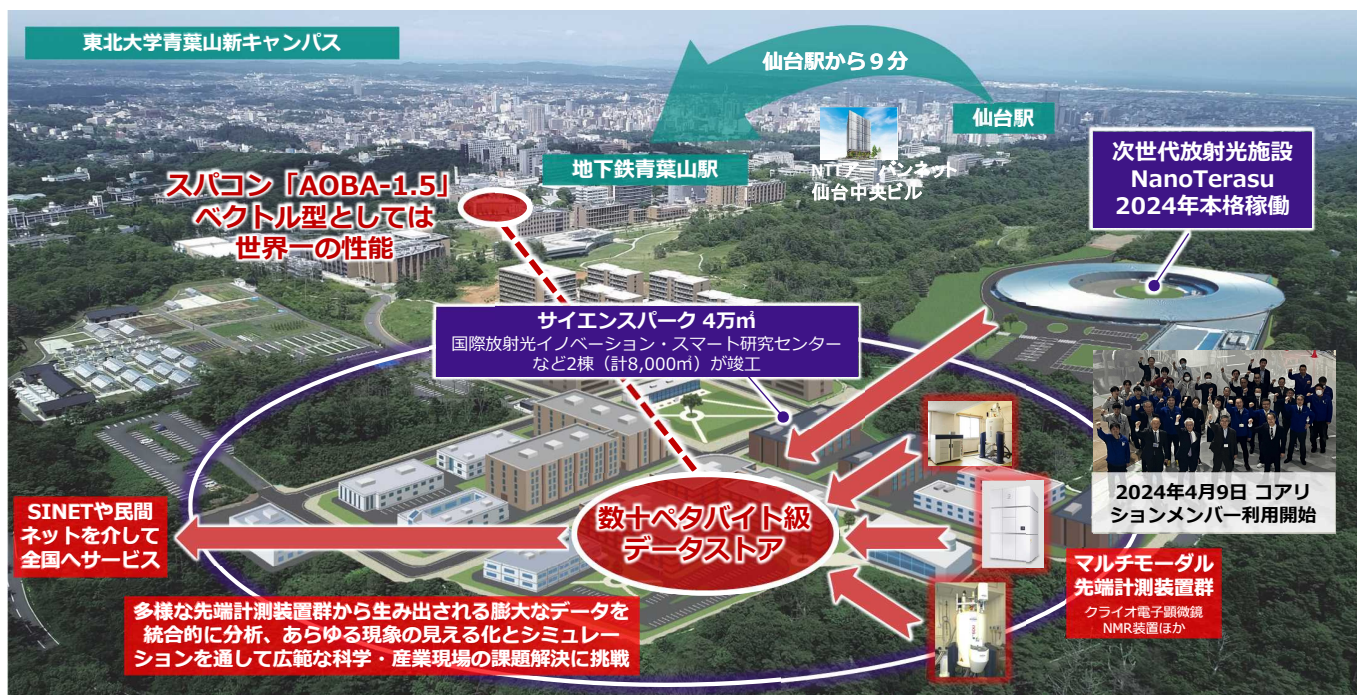 東北大学青葉山新キャンパス
仙台駅から９分
仙台駅
地下鉄青葉山駅
NTTアーバンネット
仙台中央ビル
次世代放射光施設
NanoTerasu
2024年本格稼働
スパコン「AOBA-1.5」
ベクトル型としては
世界一の性能
サイエンスパーク 4万㎡
国際放射光イノベーション・スマート研究センター
など2棟（計8,000㎡）が竣工
2024年4月9日 コアリ
ションメンバー利用開始
SINETや民間
ネットを介して
全国へサービス
数十ペタバイト級
データストア
マルチモーダル
先端計測装置群
クライオ電子顕微鏡
NMR装置ほか
多様な先端計測装置群から生み出される膨大なデータを
統合的に分析、あらゆる現象の見える化とシミュレー
ションを通して広範な科学・産業現場の課題解決に挑戦